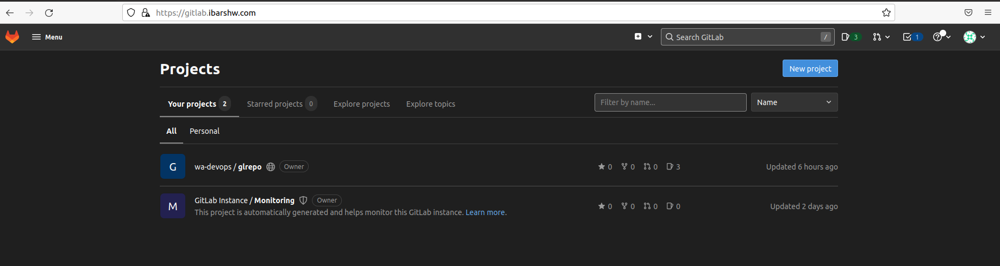 https://gitlab.ibarshw.com
Menu
Search GitLab /
3
1
Projects
New project
Your projects 2
Starred projects 0
Explore projects
Explore topics
Filter by name...
Name
All
Personal
G
wa-devops / glrepo
Owner
0 0 0 3
Updated 6 hours ago
M
GitLab Instance / Monitoring
Owner
This project is automatically generated and helps monitor this GitLab instance. Learn more.
0 0 0 0
Updated 2 days ago